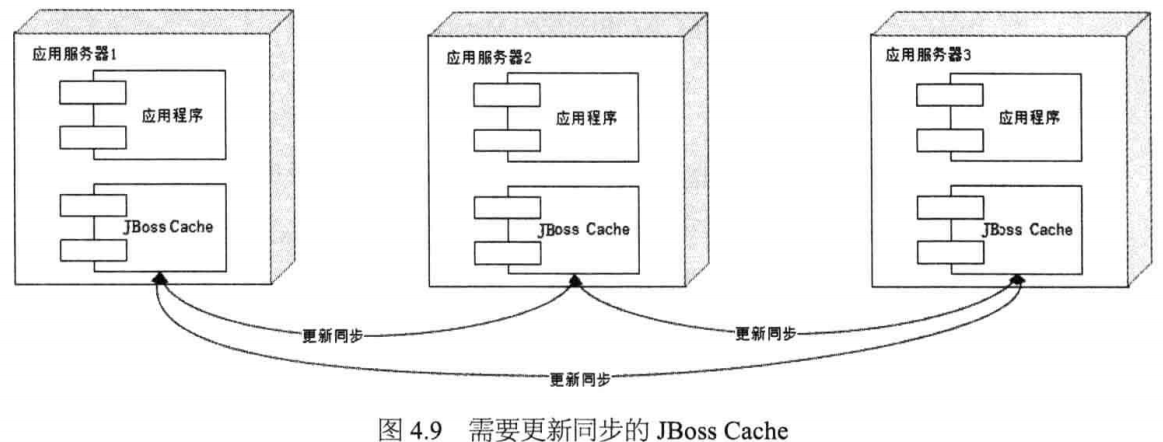 应用服务器1
应用程序
JBoss Cache
应用服务器2
应用程序
JBoss Cache
应用服务器3
应用程序
JBoss Cache
更新同步
更新同步
更新同步
图 4.9 需要更新同步的 JBoss Cache